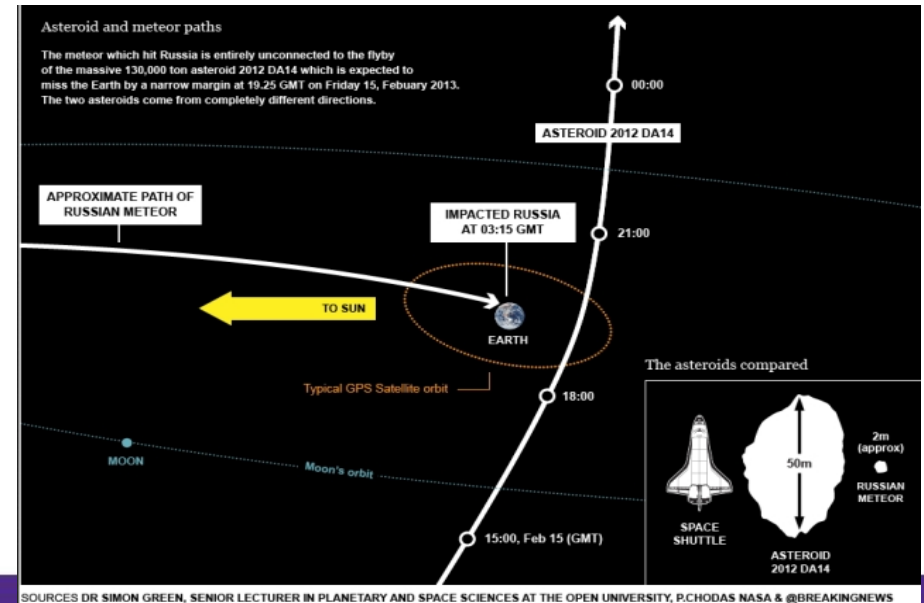 Asteroid and meteor paths
The meteor which hit Russia is entirely unconnected to the flyby
of the massive 130,000 ton asteroid 2012 DA14 which is expected to
miss the Earth by a narrow margin at 19.25 GMT on Friday 15, Febuary 2013.
The two asteroids come from completely different directions.
00:00
ASTEROID 2012 DA14
APPROXIMATE PATH OF
RUSSIAN METEOR
IMPACTED RUSSIA
AT 03:15 GMT
21:00
TO SUN
EARTH
Typical GPS Satellite orbit
18:00
MOON
Moon's orbit
15:00, Feb 15 (GMT)
The asteroids compared
SPACE
SHUTTLE
50m
ASTEROID
2012 DA14
2m
(approx)
RUSSIAN
METEOR
SOURCES DR SIMON GREEN, SENIOR LECTURER IN PLANETARY AND SPACE SCIENCES AT THE OPEN UNIVERSITY, P.CHODAS NASA & @BREAKINGNEWS